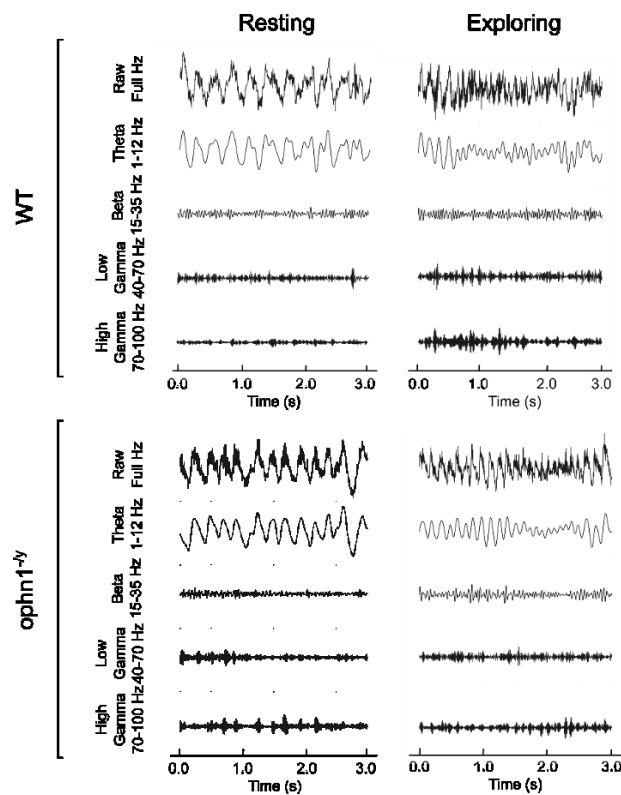 Resting Exploring
WT
Raw
Full Hz
Theta
1-12 Hz
Beta
15-35 Hz
Low
Gamma
40-70 Hz
High
Gamma
70-100 Hz
0.0 1.0 2.0 3.0 0.0 1.0 2.0 3.0
Time (s) Time (s)
ophn1-/y
Raw
Full Hz
Theta
1-12 Hz
Beta
15-35 Hz
Low
Gamma
40-70 Hz
High
Gamma
70-100 Hz
0.0 1.0 2.0 3.0 0.0 1.0 2.0 3.0
Time (s) Time (s)